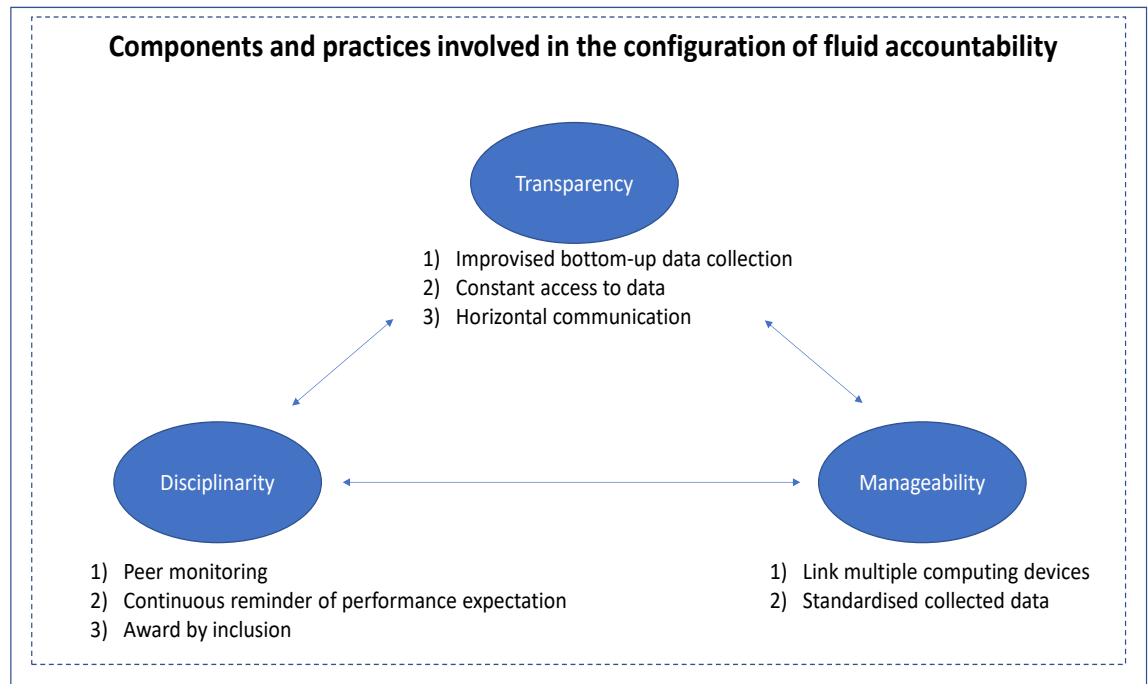 Components and practices involved in the configuration of fluid accountability
Transparency
1) Improvised bottom-up data collection
2) Constant access to data
3) Horizontal communication
Disciplinarity
1) Peer monitoring
2) Continuous reminder of performance expectation
3) Award by inclusion
Manageability
1) Link multiple computing devices
2) Standardised collected data